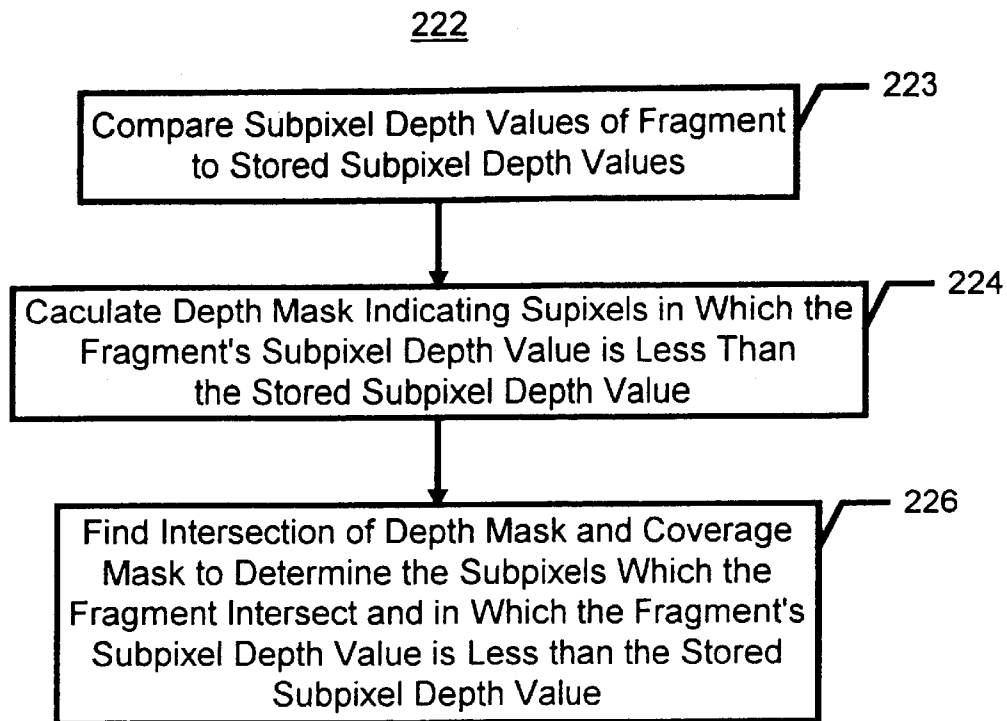 222
223
Compare Subpixel Depth Values of Fragment
to Stored Subpixel Depth Values
224
Caculate Depth Mask Indicating Supixels in Which the
Fragment's Subpixel Depth Value is Less Than
the Stored Subpixel Depth Value
226
Find Intersection of Depth Mask and Coverage
Mask to Determine the Subpixels Which the
Fragment Intersect and in Which the Fragment's
Subpixel Depth Value is Less than the Stored
Subpixel Depth Value